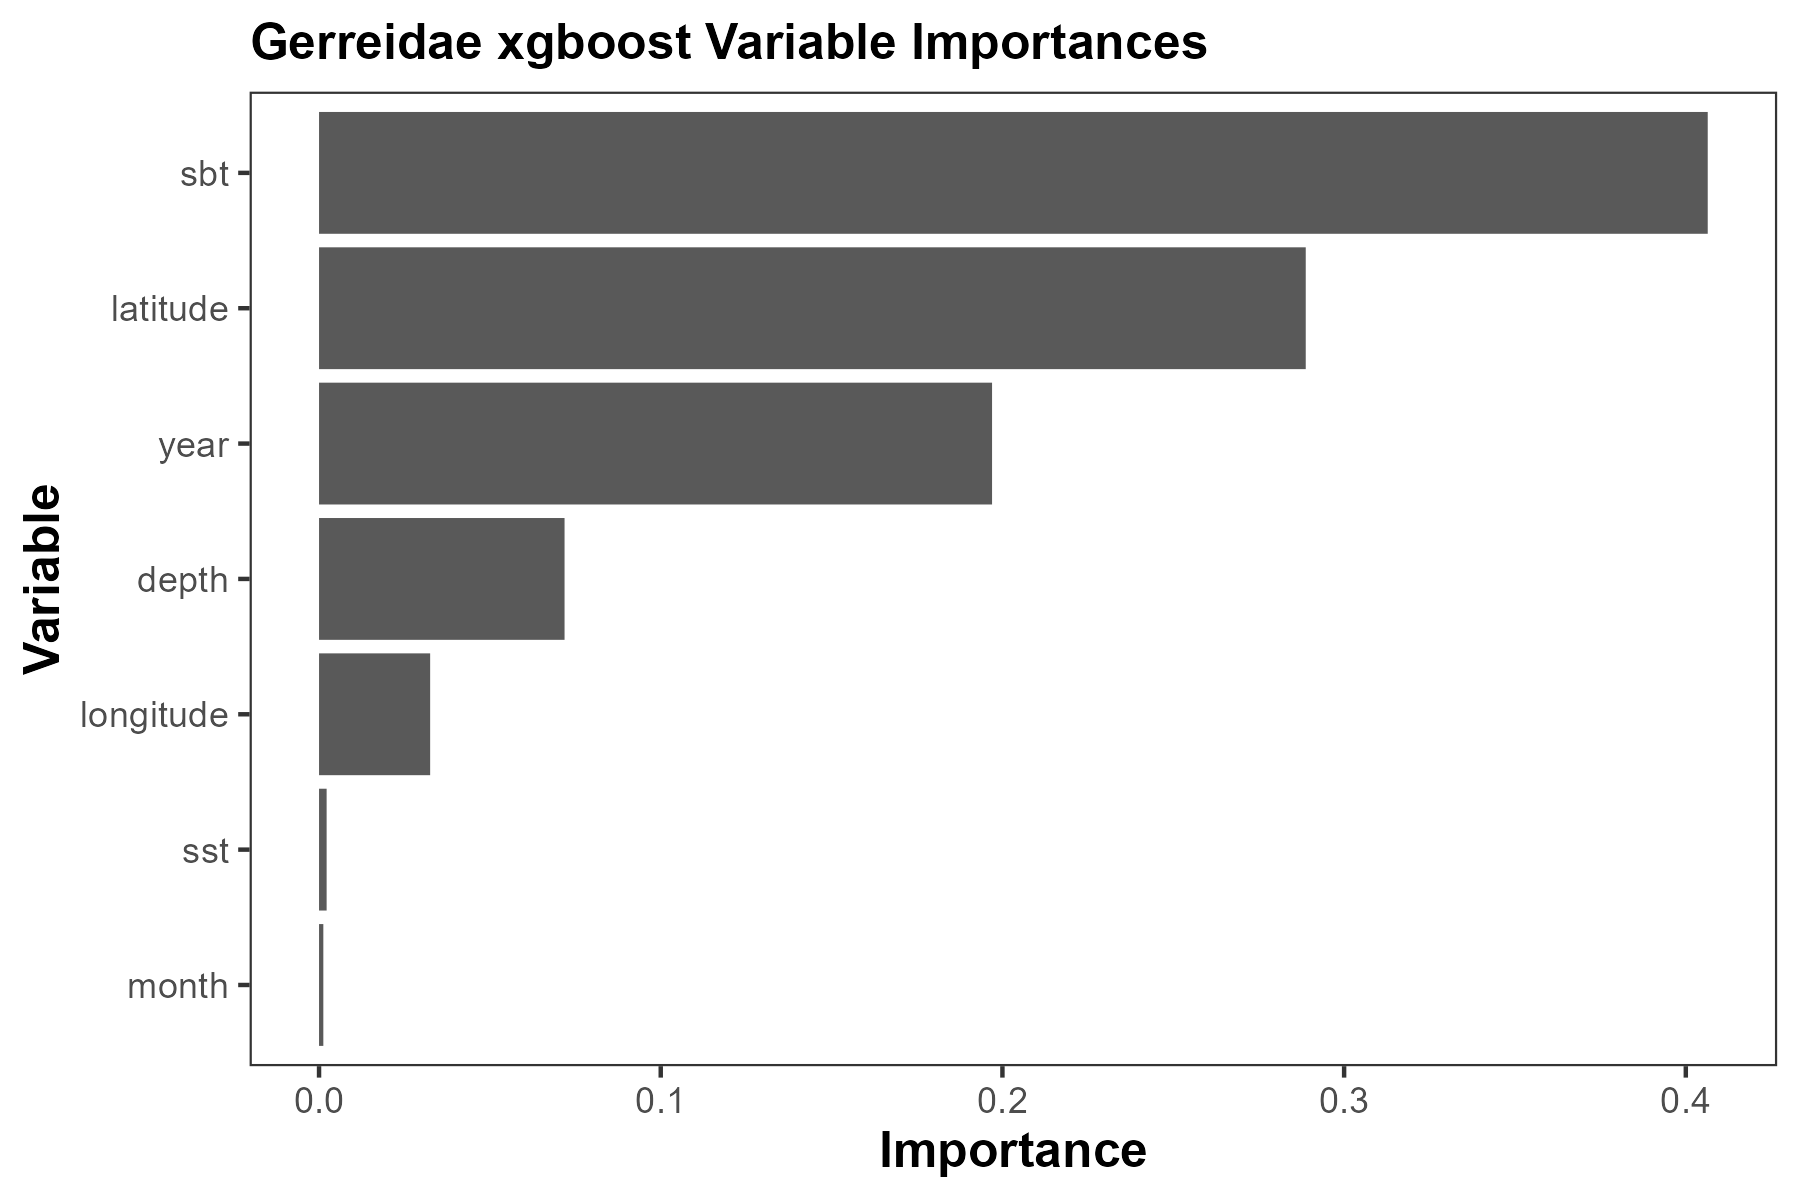 Gerreidae xgboost Variable Importances
Variable
sbt
latitude
year
depth
longitude
sst
month
0.0 0.1 0.2 0.3 0.4
Importance